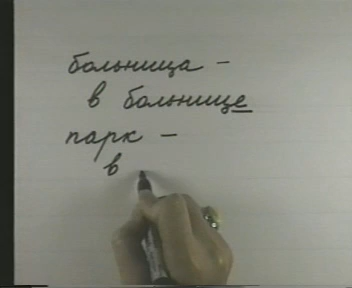 больница –
в больнице
парк –
в